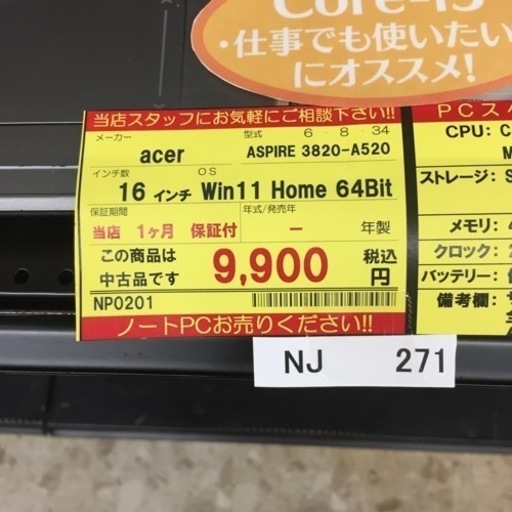 Core-i5
・仕事でも使いたい
にオススメ!
当店スタッフにお気軽にご相談下さい!!
メーカー 型式 6-8-34
acer ASPIRE 3820-A520
インチ数 OS
16 インチ Win11 Home 64Bit
保証期間 年式/発売年
当店 1ヶ月 保証付 ー 年製
この商品は
中古品です
9,900 税込
円
NP0201
ノートPCお売りください!!
NJ 271
PCス
CPU: C
ストレージ: S
メモリ: 4
クロック: 2
バッテリー:
備考欄: